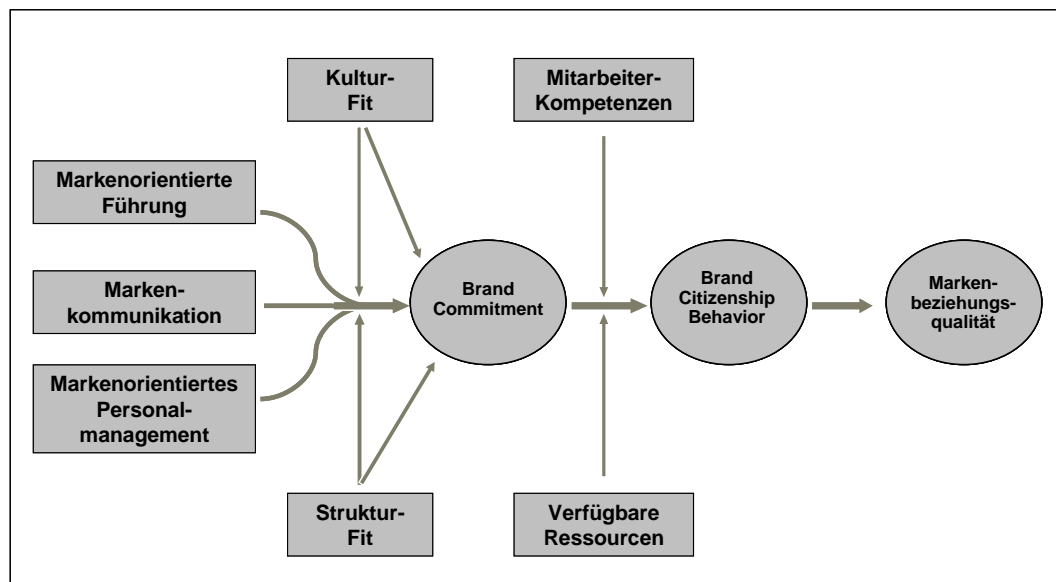 Kultur-
Fit
Mitarbeiter-
Kompetenzen
Markenorientierte
Führung
Marken-
kommunikation
Markenorientiertes
Personal-
management
Brand
Commitment
Brand
Citizenship
Behavior
Marken-
beziehungs-
qualität
Struktur-
Fit
Verfügbare
Ressourcen